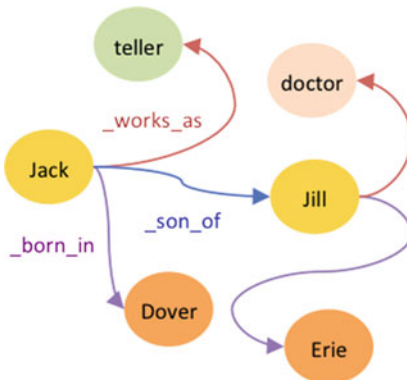 teller
doctor
_works_as
Jack
Jill
_son_of
_born_in
Dover
Erie